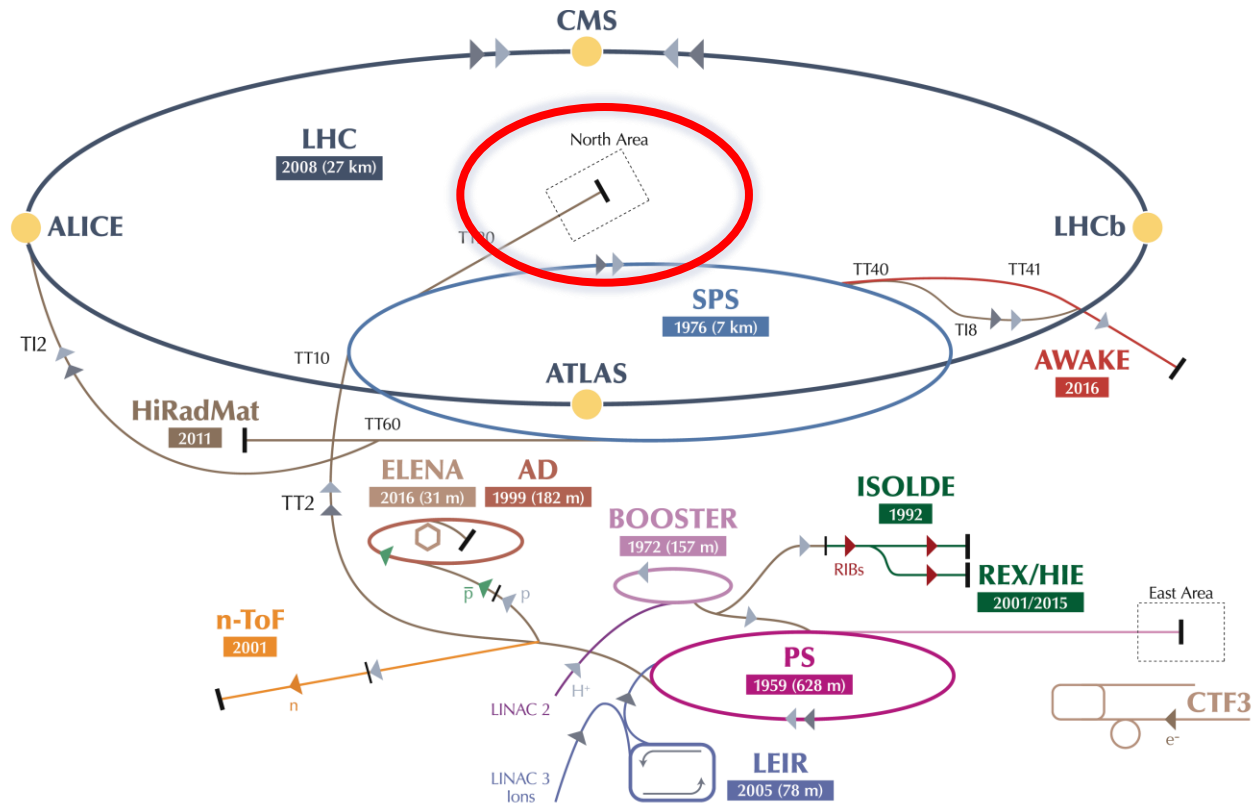 CMS
North Area
LHC
2008 (27 km)
ALICE
LHCb
TT40
TT41
SPS
1976 (7 km)
TI8
TI2
TT10
AWAKE
2016
ATLAS
HiRadMat
2011
TT60
ELENA
2016 (31 m)
AD
1999 (182 m)
ISOLDE
1992
TT2
BOOSTER
1972 (157 m)
RIBs
REX/HIE
2001/2015
p̅
p
East Area
n-ToF
2001
PS
1959 (628 m)
H⁺
n
LINAC 2
CTF3
e⁻
LINAC 3
Ions
LEIR
2005 (78 m)